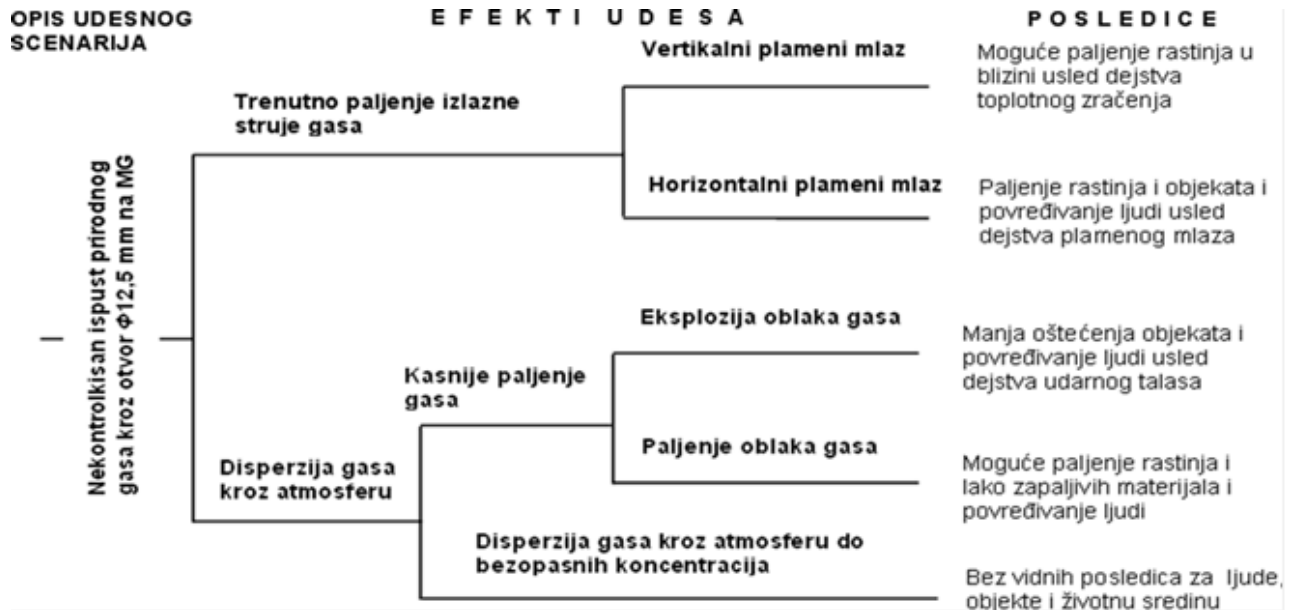 OPIS UDESNOG
SCENARIJA
E F E K T I U D E S A
P O S L E D I C E
Nekontrolkisan ispust prirodnog
gasa kroz otvor Φ12,5 mm na MG
Trenutno paljenje izlazne
struje gasa
Vertikalni plameni mlaz
Moguće paljenje rastinja u
blizini usled dejstva
toplotnog zračenja
Horizontalni plameni mlaz
Paljenje rastinja i objekata i
povređivanje ljudi usled
dejstva plamenog mlaza
Disperzija gasa
kroz atmosferu
Kasnije paljenje
gasa
Eksplozija oblaka gasa
Manja oštećenja objekata i
povređivanje ljudi usled
dejstva udarnog talasa
Paljenje oblaka gasa
Moguće paljenje rastinja i
lako zapaljivih materijala i
povređivanje ljudi
Disperzija gasa kroz atmosferu do
bezopasnih koncentracija
Bez vidnih posledica za ljude,
objekte i životnu sredinu